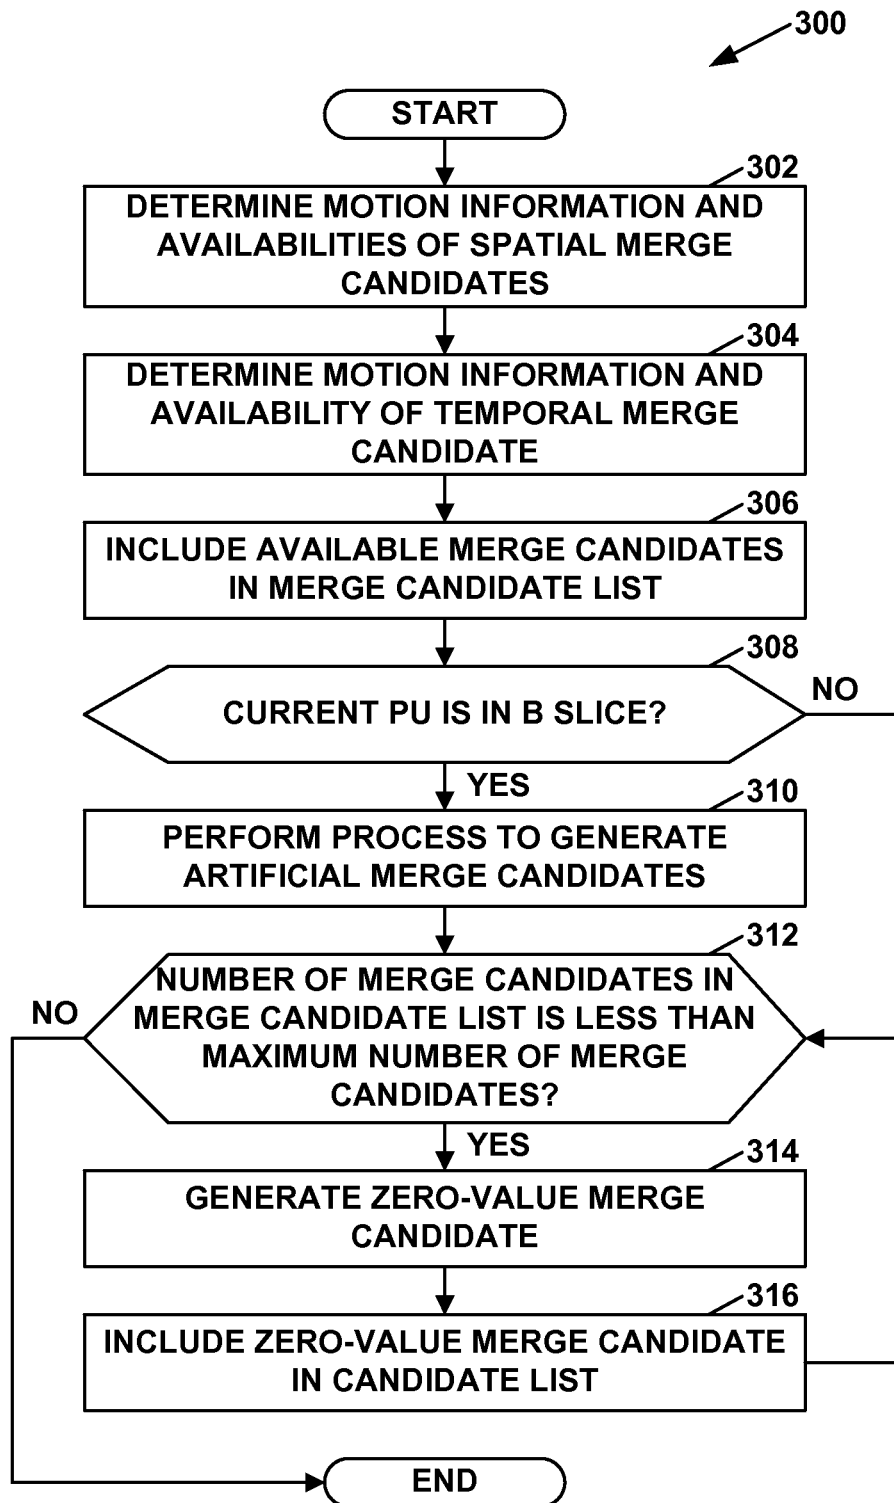 300
START
302
DETERMINE MOTION INFORMATION AND
AVAILABILITIES OF SPATIAL MERGE
CANDIDATES
304
DETERMINE MOTION INFORMATION AND
AVAILABILITY OF TEMPORAL MERGE
CANDIDATE
306
INCLUDE AVAILABLE MERGE CANDIDATES
IN MERGE CANDIDATE LIST
308
CURRENT PU IS IN B SLICE?
NO
YES
310
PERFORM PROCESS TO GENERATE
ARTIFICIAL MERGE CANDIDATES
312
NUMBER OF MERGE CANDIDATES IN
MERGE CANDIDATE LIST IS LESS THAN
MAXIMUM NUMBER OF MERGE
CANDIDATES?
NO
YES
314
GENERATE ZERO-VALUE MERGE
CANDIDATE
316
INCLUDE ZERO-VALUE MERGE CANDIDATE
IN CANDIDATE LIST
END